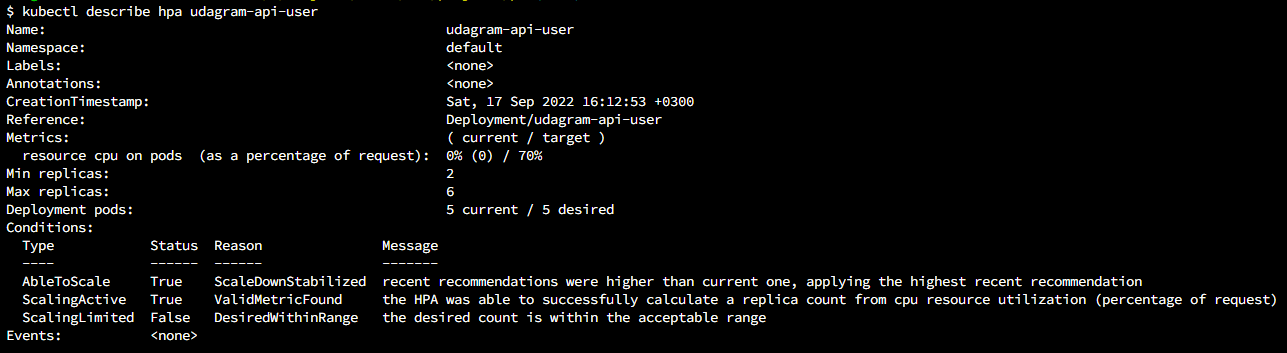 $ kubectl describe hpa udagram-api-user
Name: udagram-api-user
Namespace: default
Labels: <none>
Annotations: <none>
CreationTimestamp: Sat, 17 Sep 2022 16:12:53 +0300
Reference: Deployment/udagram-api-user
Metrics: ( current / target )
  resource cpu on pods  (as a percentage of request): 0% (0) / 70%
Min replicas: 2
Max replicas: 6
Deployment pods: 5 current / 5 desired
Conditions:
  Type            Status  Reason               Message
  ----            ------  ------               -------
  AbleToScale     True    ScaleDownStabilized  recent recommendations were higher than current one, applying the highest recent recommendation
  ScalingActive   True    ValidMetricFound     the HPA was able to successfully calculate a replica count from cpu resource utilization (percentage of request)
  ScalingLimited  False   DesiredWithinRange   the desired count is within the acceptable range
Events:           <none>